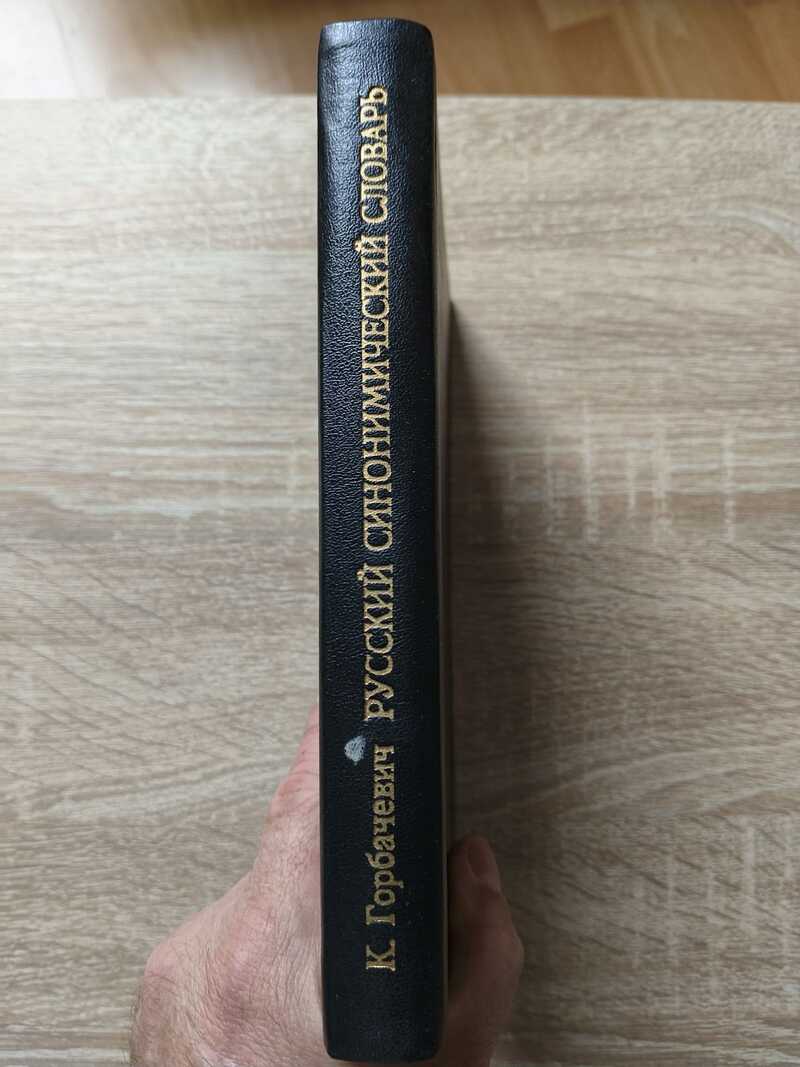 К. Горбачевич РУССКИЙ СИНОНИМИЧЕСКИЙ СЛОВАРЬ